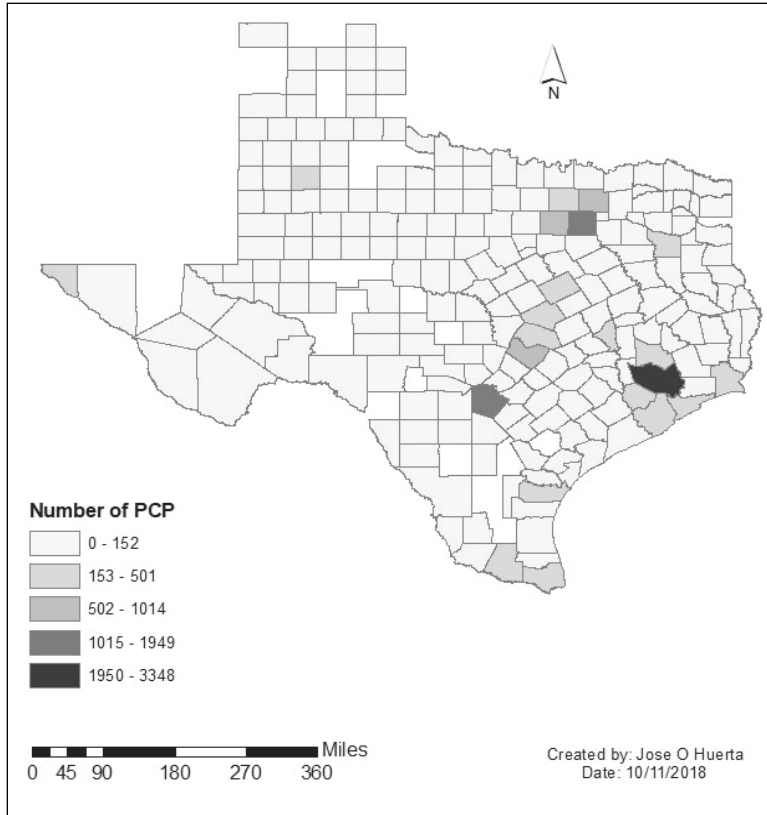 N
Number of PCP
0 - 152
153 - 501
502 - 1014
1015 - 1949
1950 - 3348
Miles
0 45 90 180 270 360
Created by: Jose O Huerta
Date: 10/11/2018